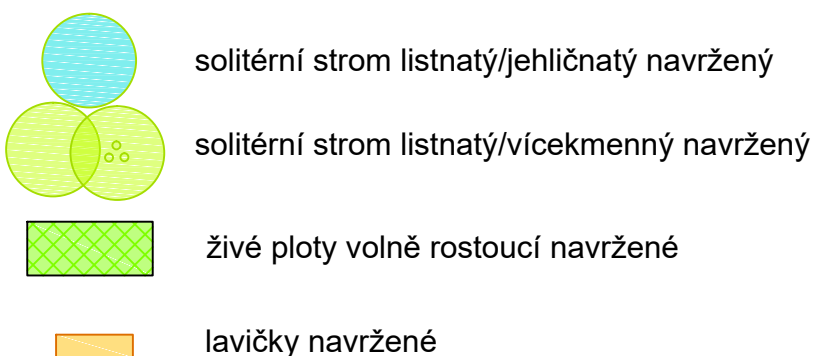 solitérní strom listnatý/jehličnatý navržený
solitérní strom listnatý/vícekmenný navržený
živé ploty volně rostoucí navržené
lavičky navržené